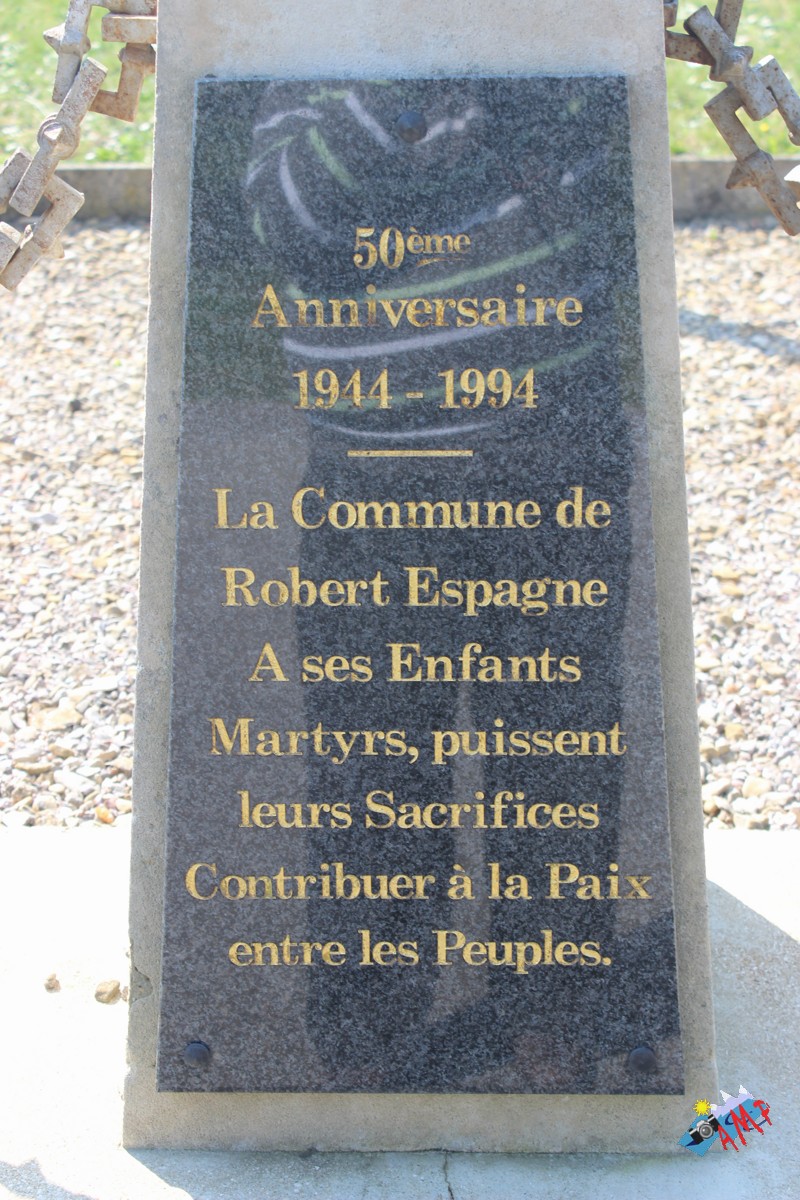 50ème
Anniversaire
1944 - 1994
La Commune de
Robert Espagne
A ses Enfants
Martyrs, puissent
leurs Sacrifices
Contribuer à la Paix
entre les Peuples.
AMP